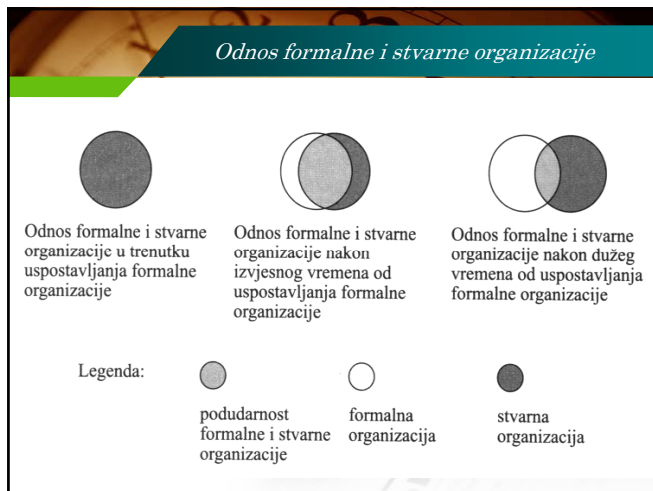 Odnos formalne i stvarne organizacije
Odnos formalne i stvarne
organizacije u trenutku
uspostavljanja formalne
organizacije
Odnos formalne i stvarne
organizacije nakon
izvjesnog vremena od
uspostavljanja formalne
organizacije
Odnos formalne i stvarne
organizacije nakon dužeg
vremena od uspostavljanja
formalne organizacije
Legenda:
podudarnost
formalne i stvarne
organizacije
formalna
organizacija
stvarna
organizacija